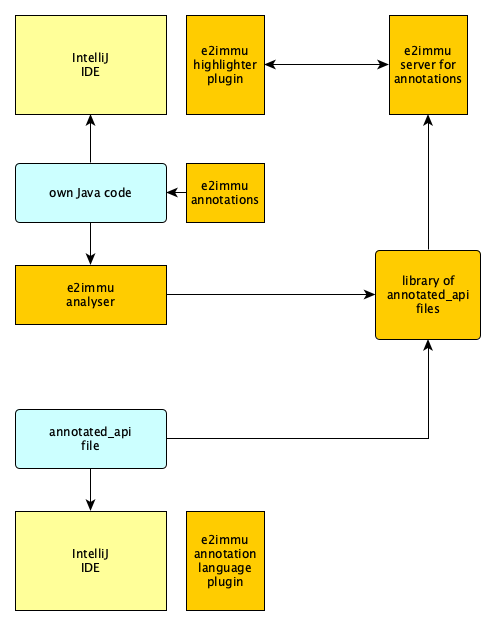 IntelliJ
IDE
e2immu
highlighter
plugin
e2immu
server for
annotations
own Java code
e2immu
annotations
e2immu
analyser
library of
annotated_api
files
annotated_api
file
IntelliJ
IDE
e2immu
annotation
language
plugin